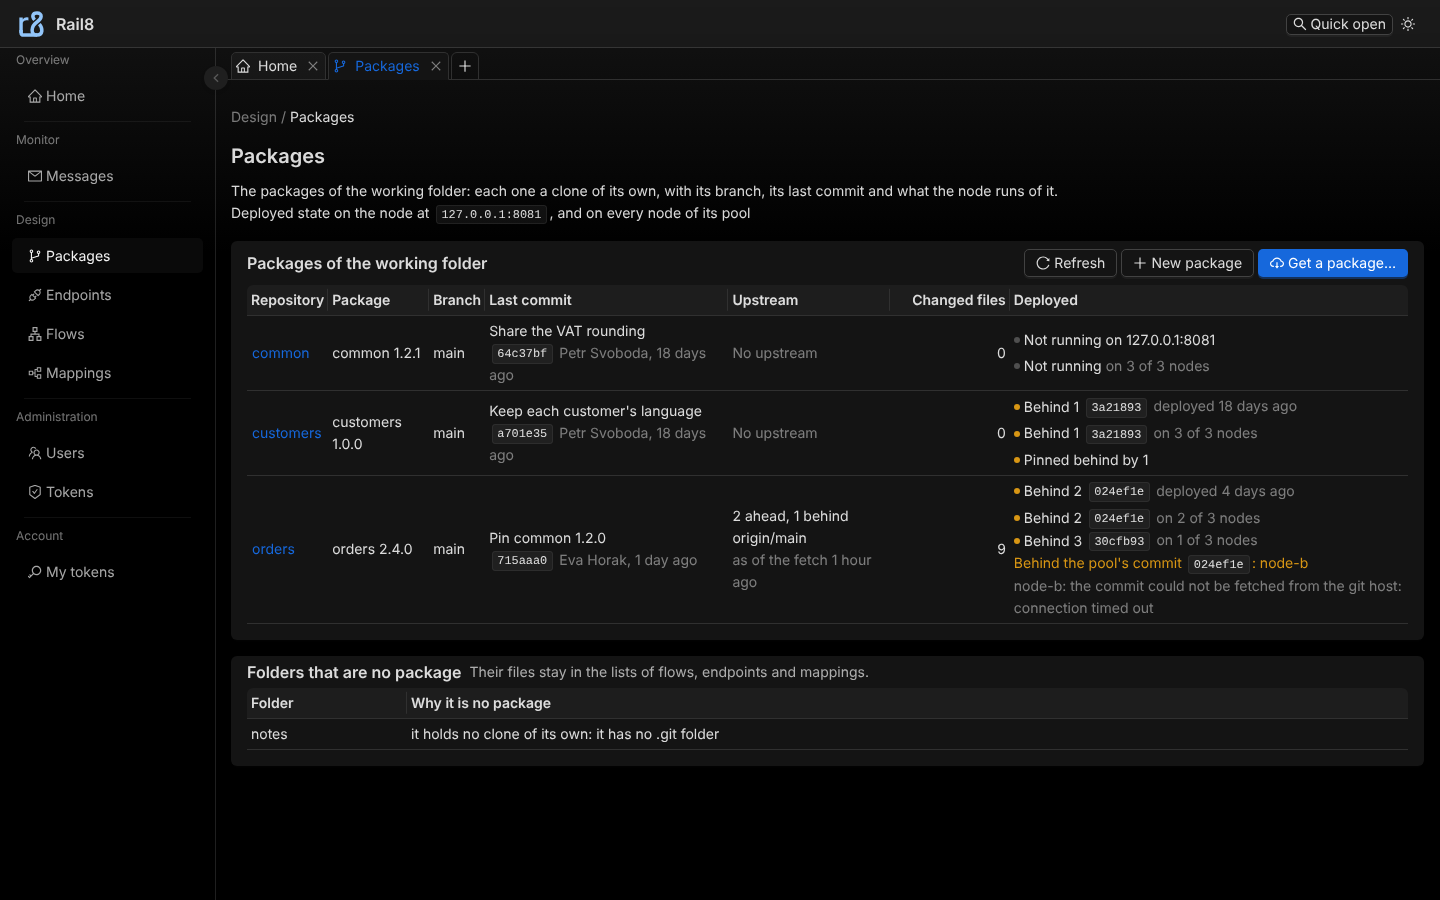 Rail8
Quick open
Overview
Home
Monitor
Messages
Design
Packages
Endpoints
Flows
Mappings
Administration
Users
Tokens
Account
My tokens
Home
Packages
Design / Packages
Packages
The packages of the working folder: each one a clone of its own, with its branch, its last commit and what the node runs of it.
Deployed state on the node at 127.0.0.1:8081 , and on every node of its pool
Packages of the working folder
Refresh
New package
Get a package...
Repository Package Branch Last commit Upstream Changed files Deployed
common
common 1.2.1
main
Share the VAT rounding
64c37bf Petr Svoboda, 18 days
ago
No upstream
0
Not running on 127.0.0.1:8081
Not running on 3 of 3 nodes
customers
customers
1.0.0
main
Keep each customer's language
a701e35 Petr Svoboda, 18 days
ago
No upstream
0
Behind 1 3a21893 deployed 18 days ago
Behind 1 3a21893 on 3 of 3 nodes
Pinned behind by 1
orders
orders 2.4.0
main
Pin common 1.2.0
715aaa0 Eva Horak, 1 day ago
2 ahead, 1 behind
origin/main
as of the fetch 1 hour
ago
9
Behind 2 024ef1e deployed 4 days ago
Behind 2 024ef1e on 2 of 3 nodes
Behind 3 30cfb93 on 1 of 3 nodes
Behind the pool's commit 024ef1e : node-b
node-b: the commit could not be fetched from the git host:
connection timed out
Folders that are no package Their files stay in the lists of flows, endpoints and mappings.
Folder Why it is no package
notes it holds no clone of its own: it has no .git folder